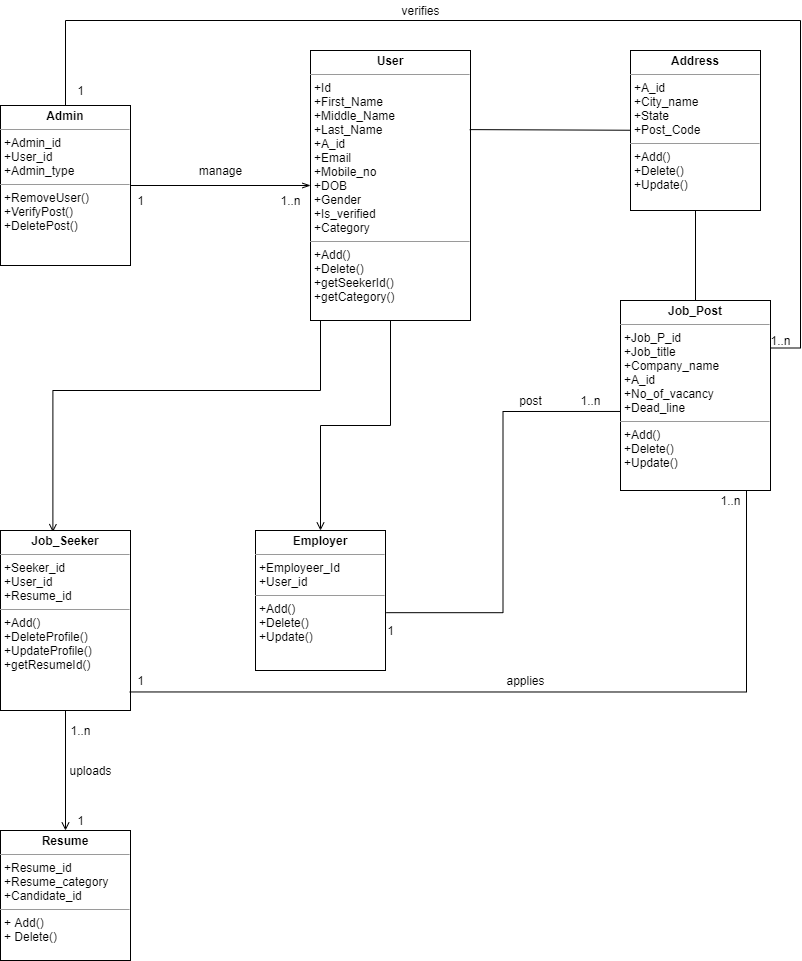 verifies
1
Admin
+Admin_id
+User_id
+Admin_type
+RemoveUser()
+VerifyPost()
+DeletePost()
manage
1
1..n
User
+Id
+First_Name
+Middle_Name
+Last_Name
+A_id
+Email
+Mobile_no
+DOB
+Gender
+Is_verified
+Category
+Add()
+Delete()
+getSeekerId()
+getCategory()
Address
+A_id
+City_name
+State
+Post_Code
+Add()
+Delete()
+Update()
Job_Post
+Job_P_id
+Job_title
+Company_name
+A_id
+No_of_vacancy
+Dead_line
+Add()
+Delete()
+Update()
1..n
post
1..n
1..n
Job_Seeker
+Seeker_id
+User_id
+Resume_id
+Add()
+DeleteProfile()
+UpdateProfile()
+getResumeId()
Employer
+Employeer_Id
+User_id
+Add()
+Delete()
+Update()
1
1
applies
1..n
uploads
1
Resume
+Resume_id
+Resume_category
+Candidate_id
+ Add()
+ Delete()